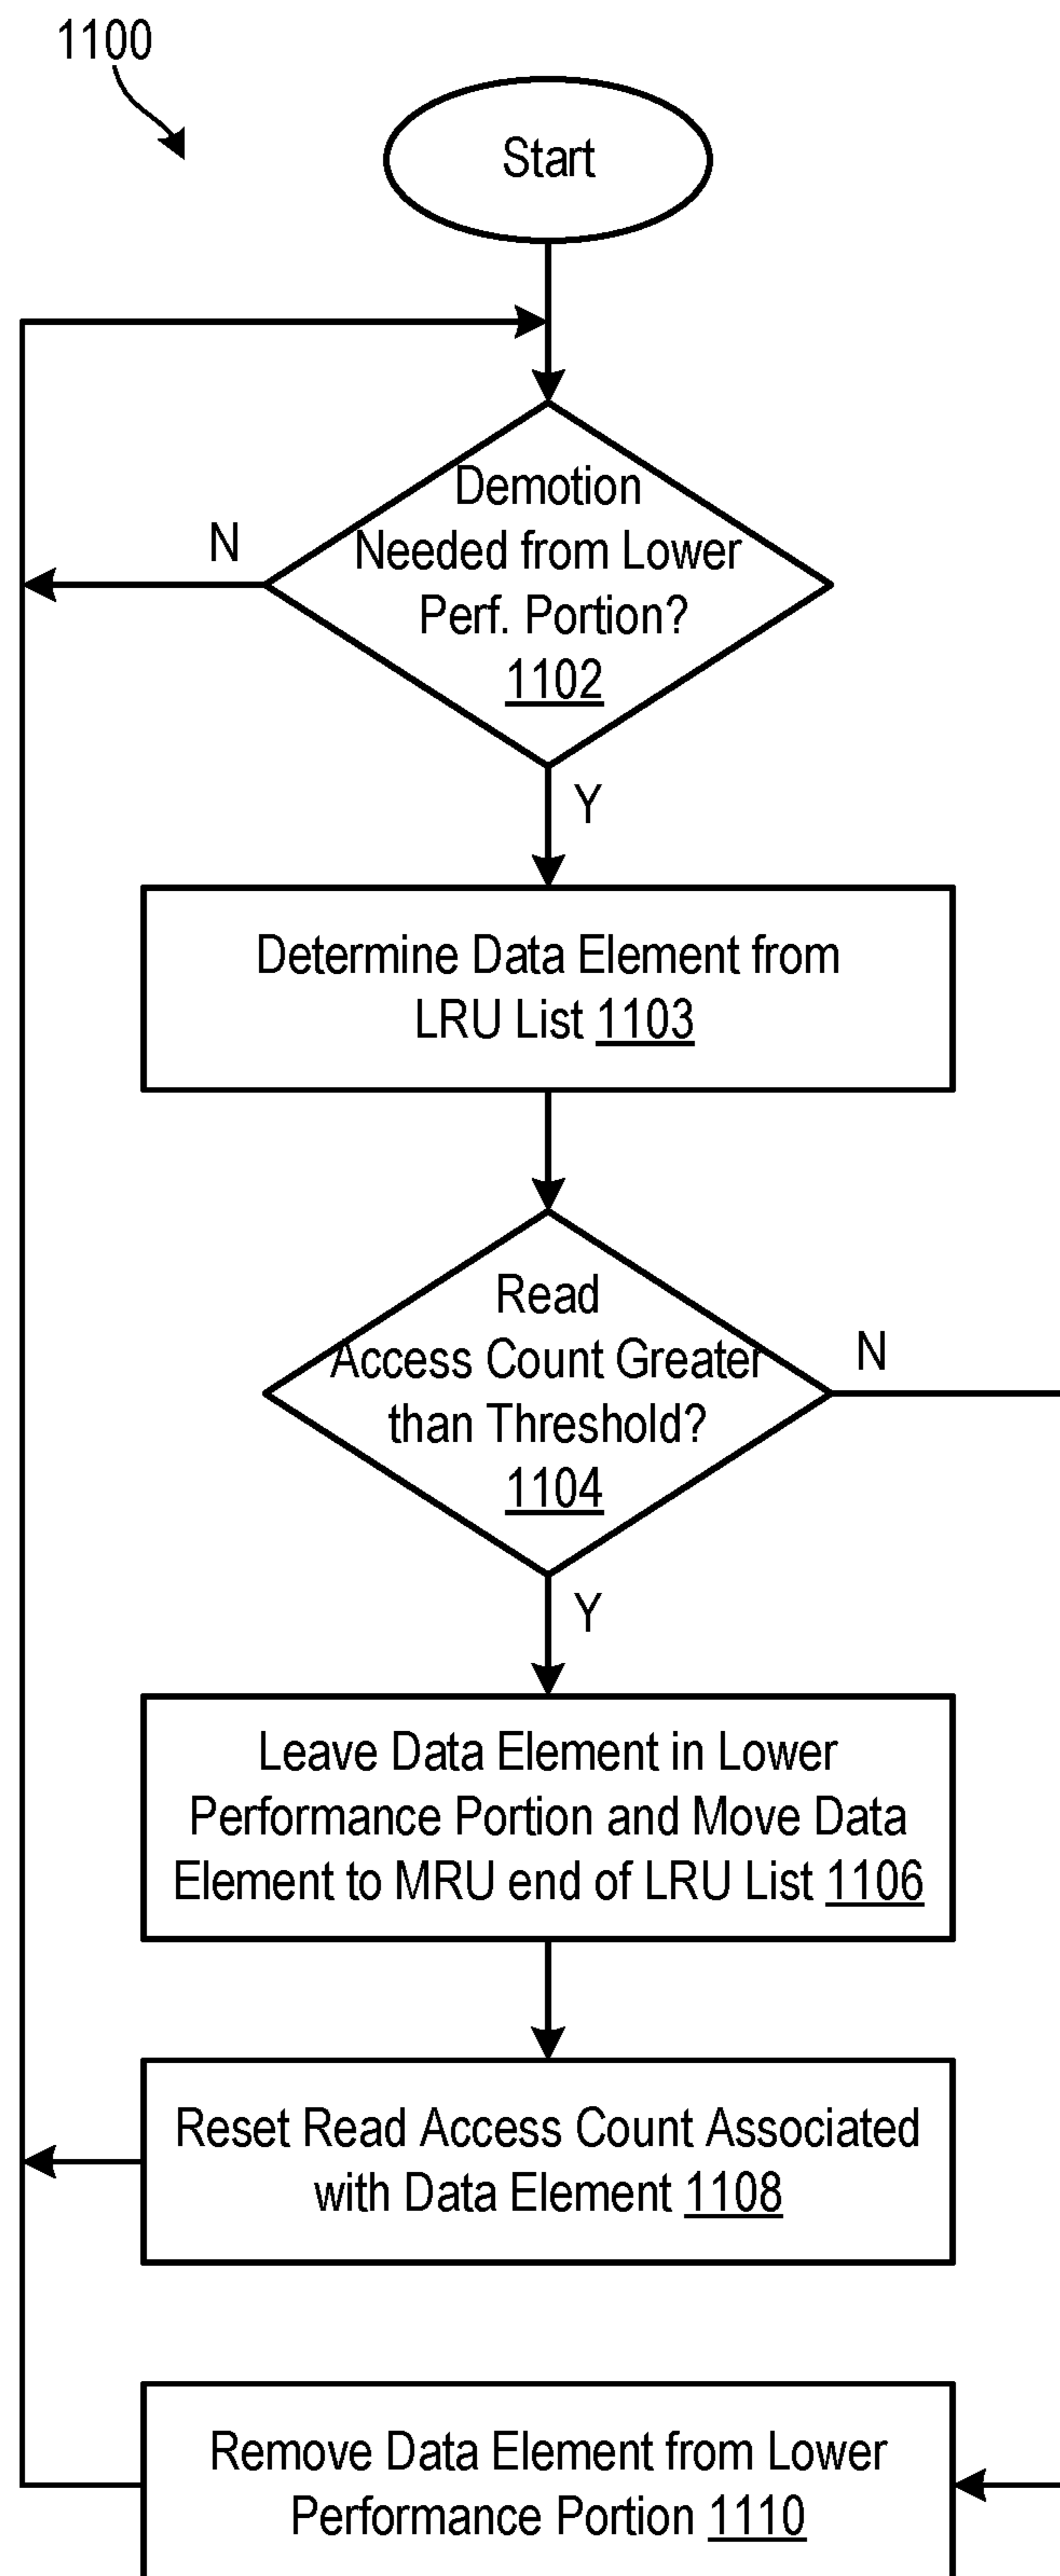 1100
Start
Demotion
Needed from Lower
Perf. Portion?
1102
N
Y
Determine Data Element from
LRU List 1103
Read
Access Count Greater
than Threshold?
1104
N
Y
Leave Data Element in Lower
Performance Portion and Move Data
Element to MRU end of LRU List 1106
Reset Read Access Count Associated
with Data Element 1108
Remove Data Element from Lower
Performance Portion 1110